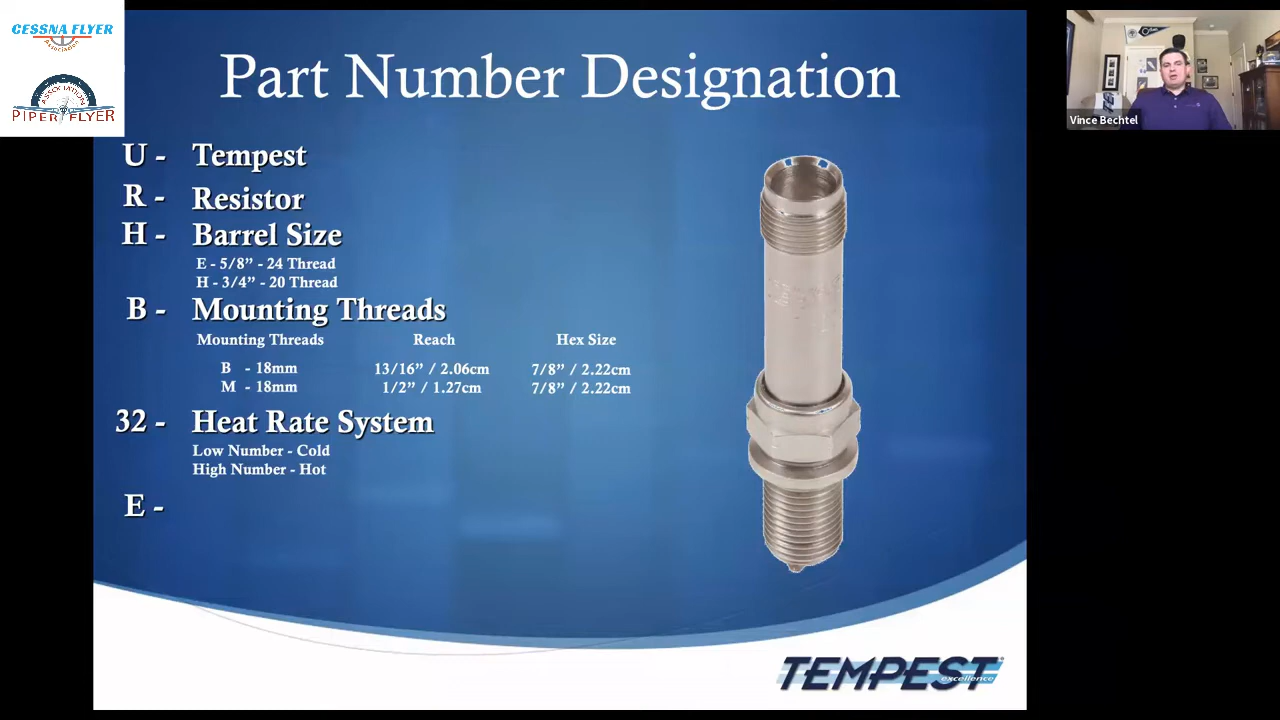 CESSNA FLYER
Association
ASSOCIATION
PIPER FLYER
Part Number Designation
U - Tempest
R - Resistor
H - Barrel Size
E - 5/8” - 24 Thread
H - 3/4” - 20 Thread
B - Mounting Threads
Mounting Threads Reach Hex Size
B - 18mm 13/16” / 2.06cm 7/8” / 2.22cm
M - 18mm 1/2” / 1.27cm 7/8” / 2.22cm
32 - Heat Rate System
Low Number - Cold
High Number - Hot
E -
TEMPEST
excellence
Vince Bechtel